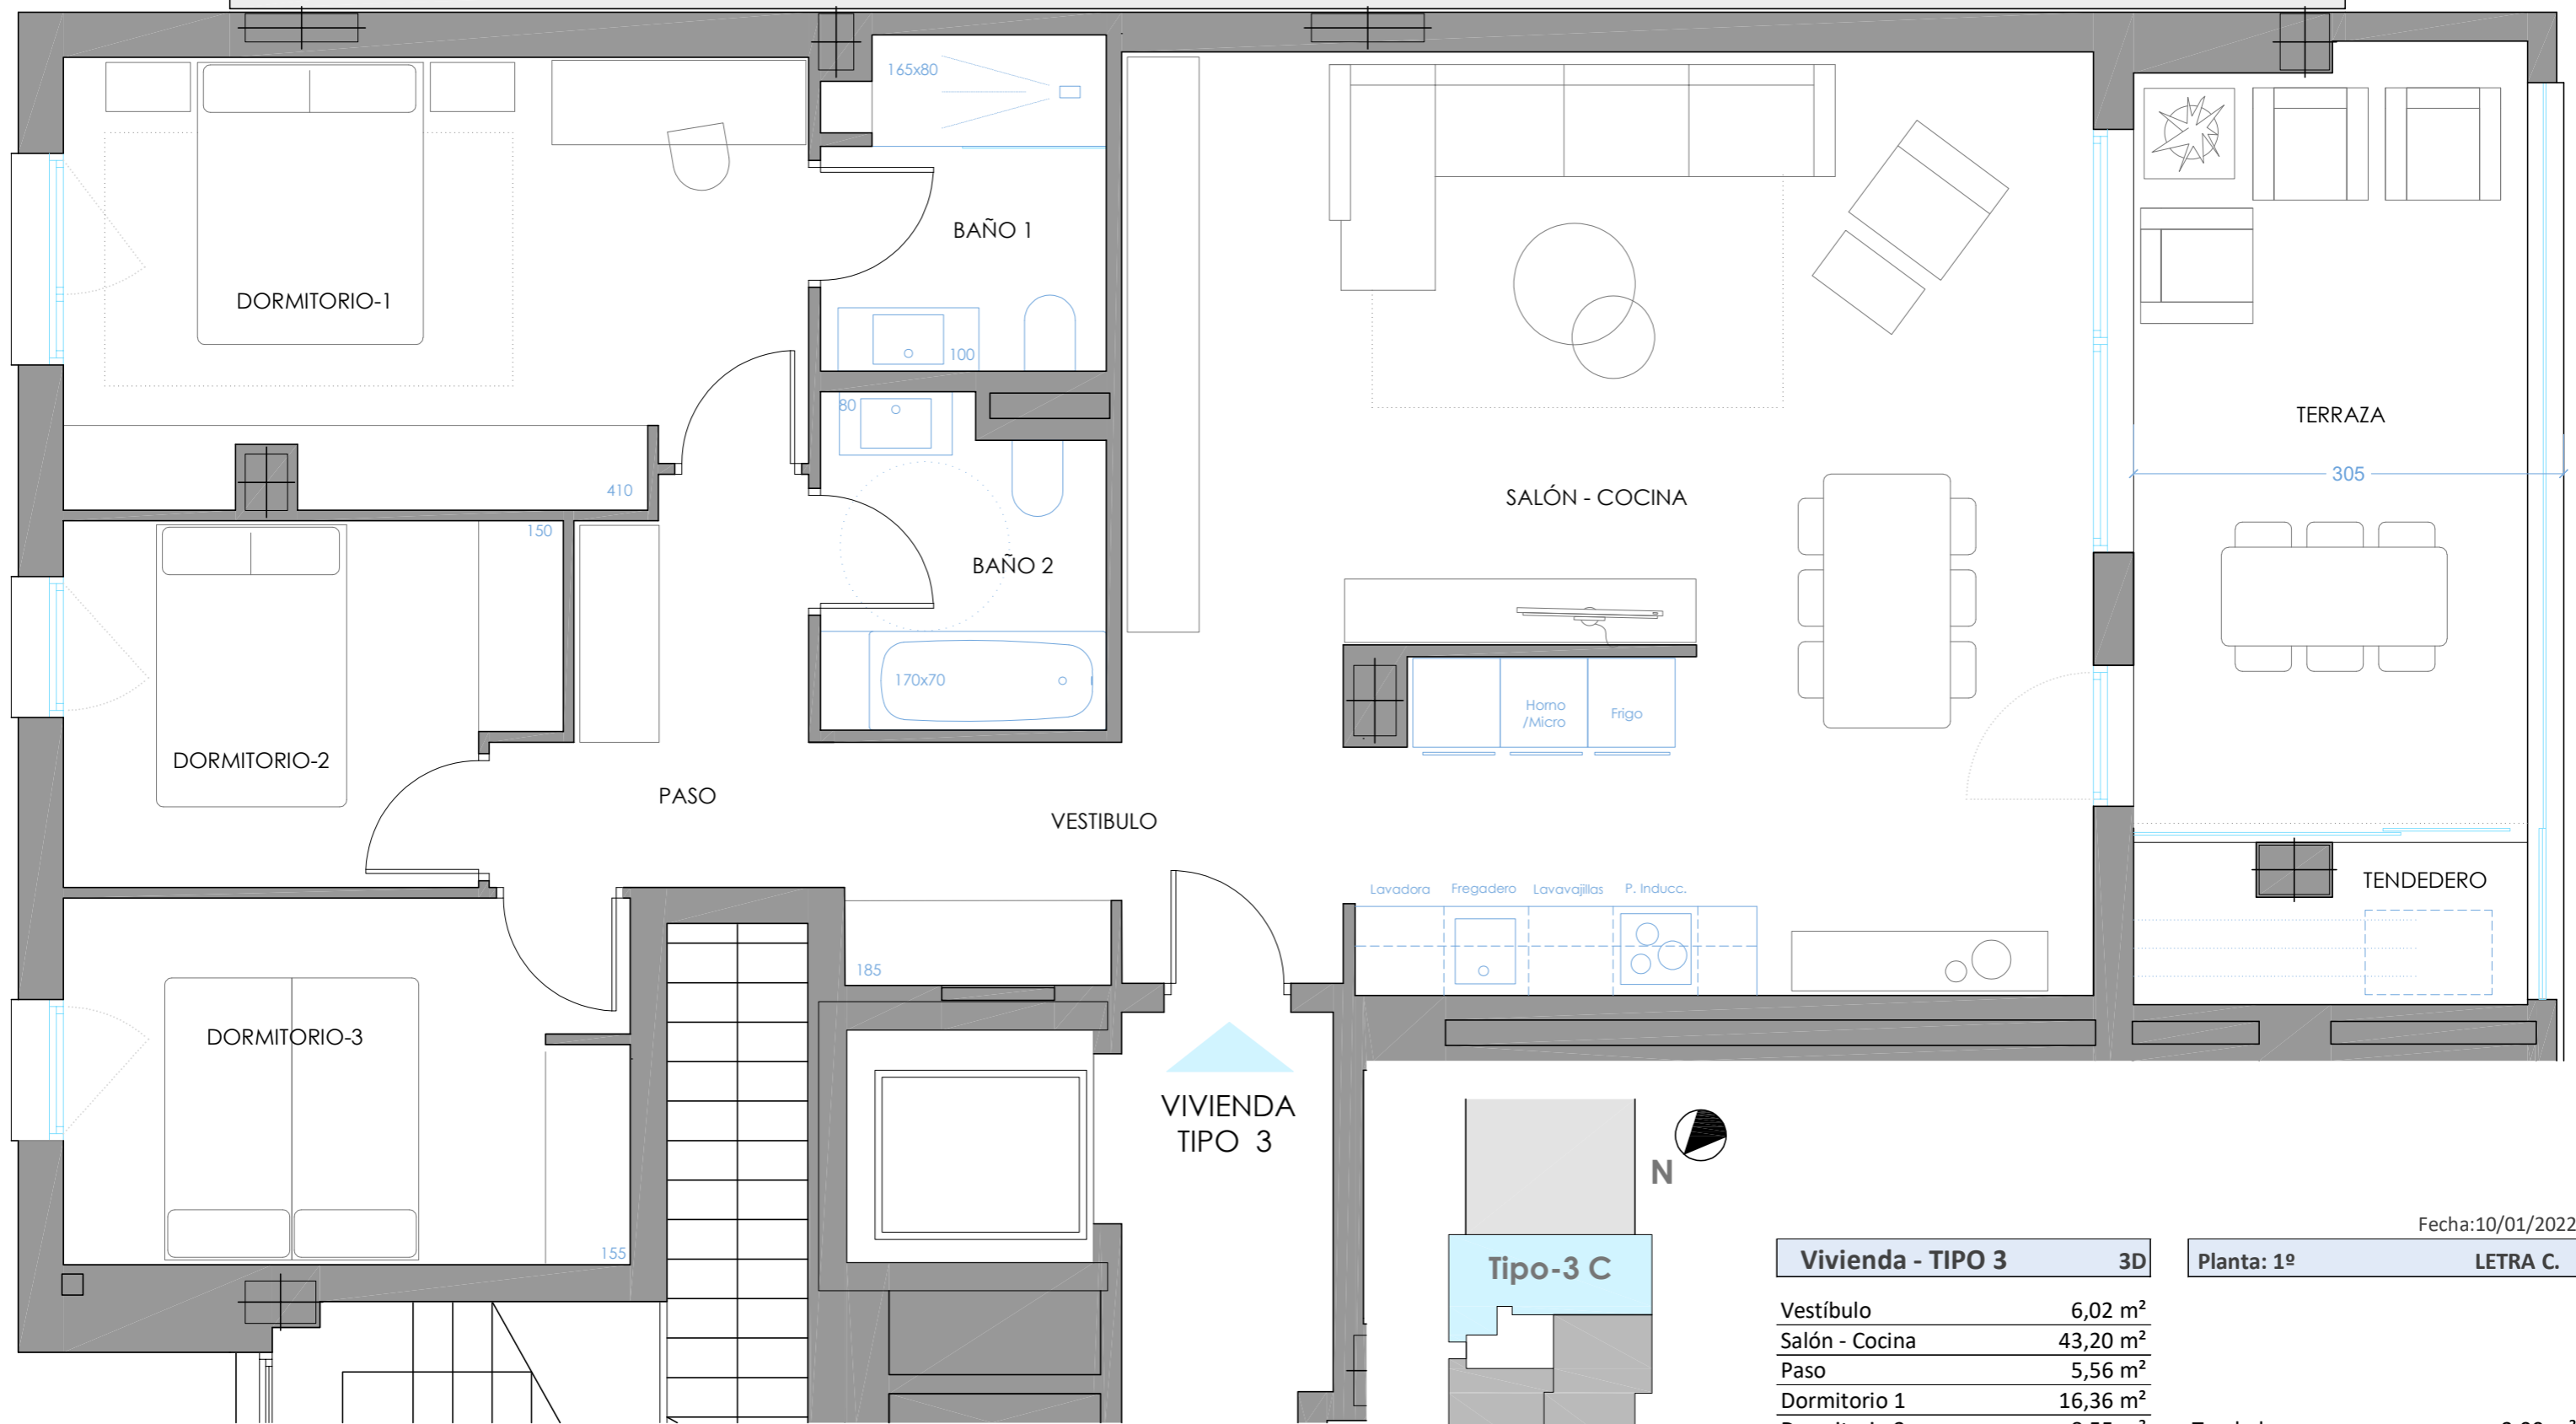 165x80
BAÑO 1
DORMITORIO-1
100
80
TERRAZA
305
410
SALÓN - COCINA
150
BAÑO 2
170x70
Horno
/Micro
Frigo
DORMITORIO-2
PASO
VESTIBULO
Lavadora
Fregadero
Lavavajillas
P. Inducc.
TENDEDERO
185
DORMITORIO-3
155
VIVIENDA
TIPO 3
N
Tipo-3 C
Fecha:10/01/2022
Vivienda - TIPO 3 3D
Planta: 1º LETRA C.
Vestíbulo 6,02 m²
Salón - Cocina 43,20 m²
Paso 5,56 m²
Dormitorio 1 16,36 m²